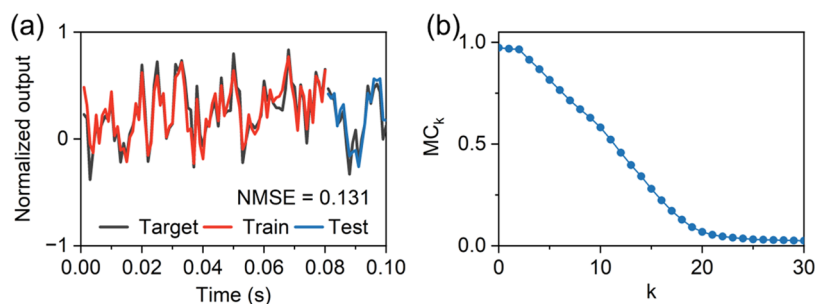 (a)
Normalized output
1
0
−1
NMSE = 0.131
Target Train Test
0.00 0.02 0.04 0.06 0.08 0.10
Time (s)
(b)
MCk
1.0
0.5
0.0
0 10 20 30
k